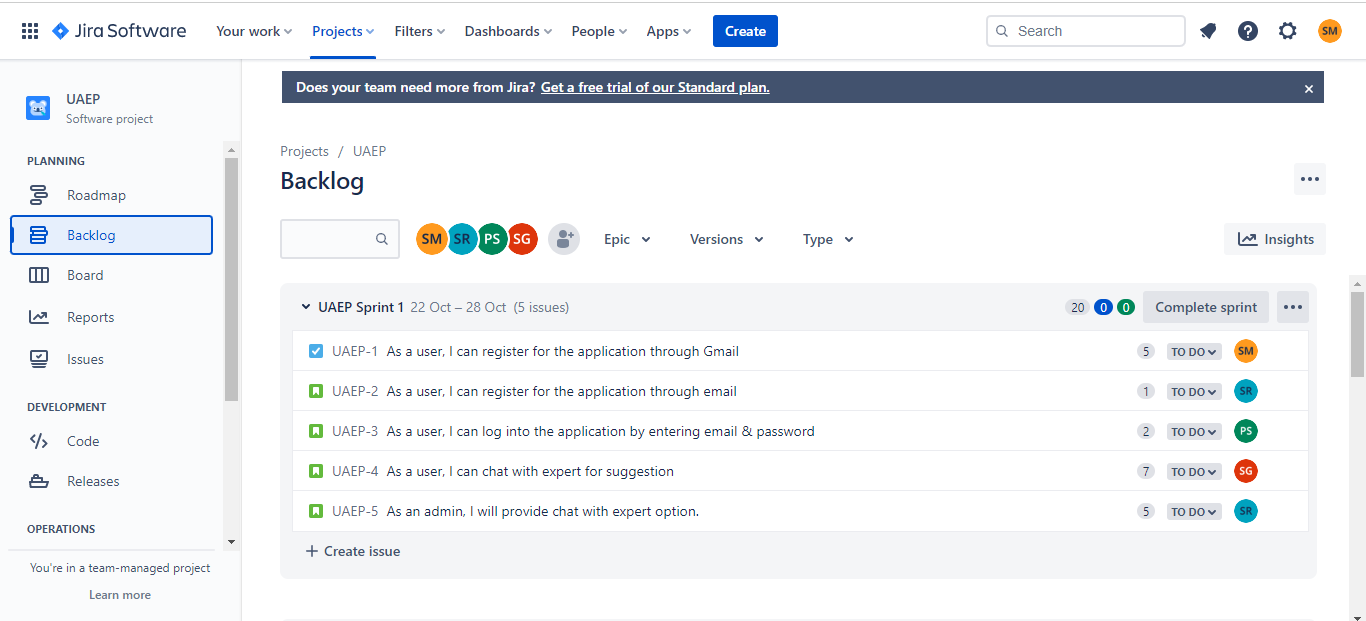 Jira Software Your work Projects Filters Dashboards People Apps Create Search SM
Does your team need more from Jira? Get a free trial of our Standard plan.
UAEP
Software project
PLANNING
Roadmap
Backlog
Board
Reports
Issues
DEVELOPMENT
Code
Releases
OPERATIONS
You're in a team-managed project
Learn more
Projects / UAEP
Backlog
SM SR PS SG Epic Versions Type Insights
UAEP Sprint 1 22 Oct – 28 Oct (5 issues) 20 0 0 Complete sprint
UAEP-1 As a user, I can register for the application through Gmail 5 TO DO SM
UAEP-2 As a user, I can register for the application through email 1 TO DO SR
UAEP-3 As a user, I can log into the application by entering email & password 2 TO DO PS
UAEP-4 As a user, I can chat with expert for suggestion 7 TO DO SG
UAEP-5 As an admin, I will provide chat with expert option. 5 TO DO SR
Create issue